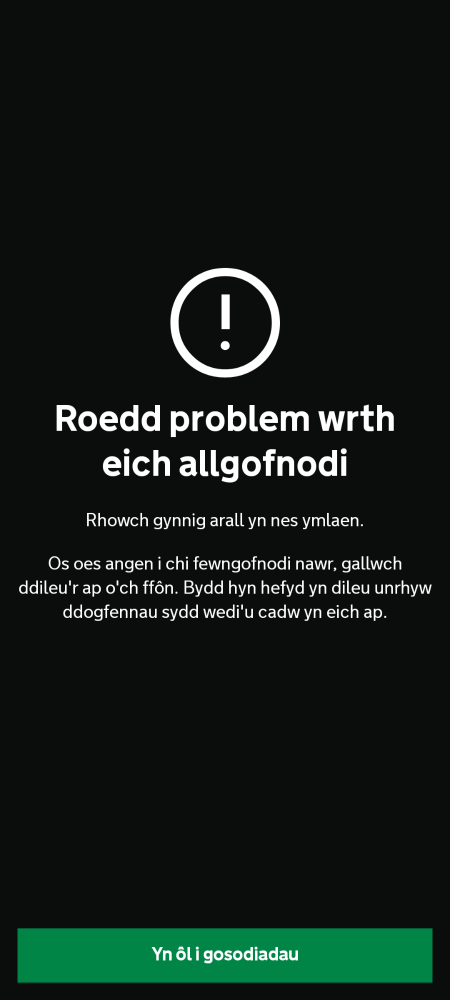 Roedd problem wrth
eich allgofnodi
Rhowch gynnig arall yn nes ymlaen.
Os oes angen i chi fewngofnodi nawr, gallwch
ddileu'r ap o'ch ffôn. Bydd hyn hefyd yn dileu unrhyw
ddogfennau sydd wedi'u cadw yn eich ap.
Yn ôl i gosodiadau